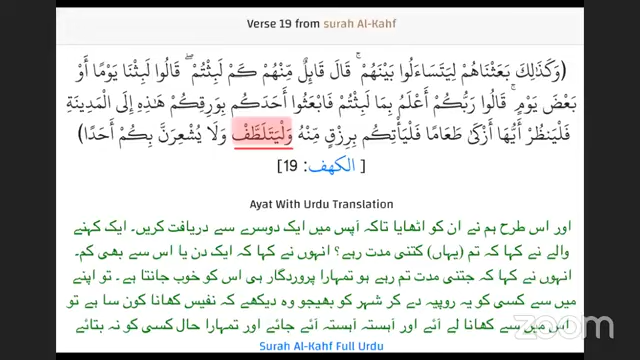 Verse 19 from surah Al-Kahf
﴿وَكَذَٰلِكَ بَعَثْنَاهُمْ لِيَتَسَاءَلُوا بَيْنَهُمْ ۚ قَالَ قَائِلٌ مِّنْهُمْ كَمْ لَبِثْتُمْ ۖ قَالُوا لَبِثْنَا يَوْمًا أَوْ
بَعْضَ يَوْمٍ ۚ قَالُوا رَبُّكُمْ أَعْلَمُ بِمَا لَبِثْتُمْ فَابْعَثُوا أَحَدَكُم بِوَرِقِكُمْ هَٰذِهِ إِلَى الْمَدِينَةِ
فَلْيَنظُرْ أَيُّهَا أَزْكَىٰ طَعَامًا فَلْيَأْتِكُم بِرِزْقٍ مِّنْهُ وَلْيَتَلَطَّفْ وَلَا يُشْعِرَنَّ بِكُمْ أَحَدًا﴾
[ الكهف: 19]
Ayat With Urdu Translation
اور اس طرح ہم نے ان کو اٹھایا تاکہ آپس میں ایک دوسرے سے دریافت کریں۔ ایک کہنے
والے نے کہا کہ تم (یہاں) کتنی مدت رہے؟ انہوں نے کہا کہ ایک دن یا اس سے بھی کم۔
انہوں نے کہا کہ جتنی مدت تم رہے ہو تمہارا پروردگار ہی اس کو خوب جانتا ہے۔ تو اپنے
میں سے کسی کو یہ روپیہ دے کر شہر کو بھیجو وہ دیکھے کہ نفیس کھانا کون سا ہے تو
اس میں سے کھانا لے آئے اور آہستہ آہستہ آئے جائے اور تمہارا حال کسی کو نہ بتائے
Surah Al-Kahf Full Urdu
zoom